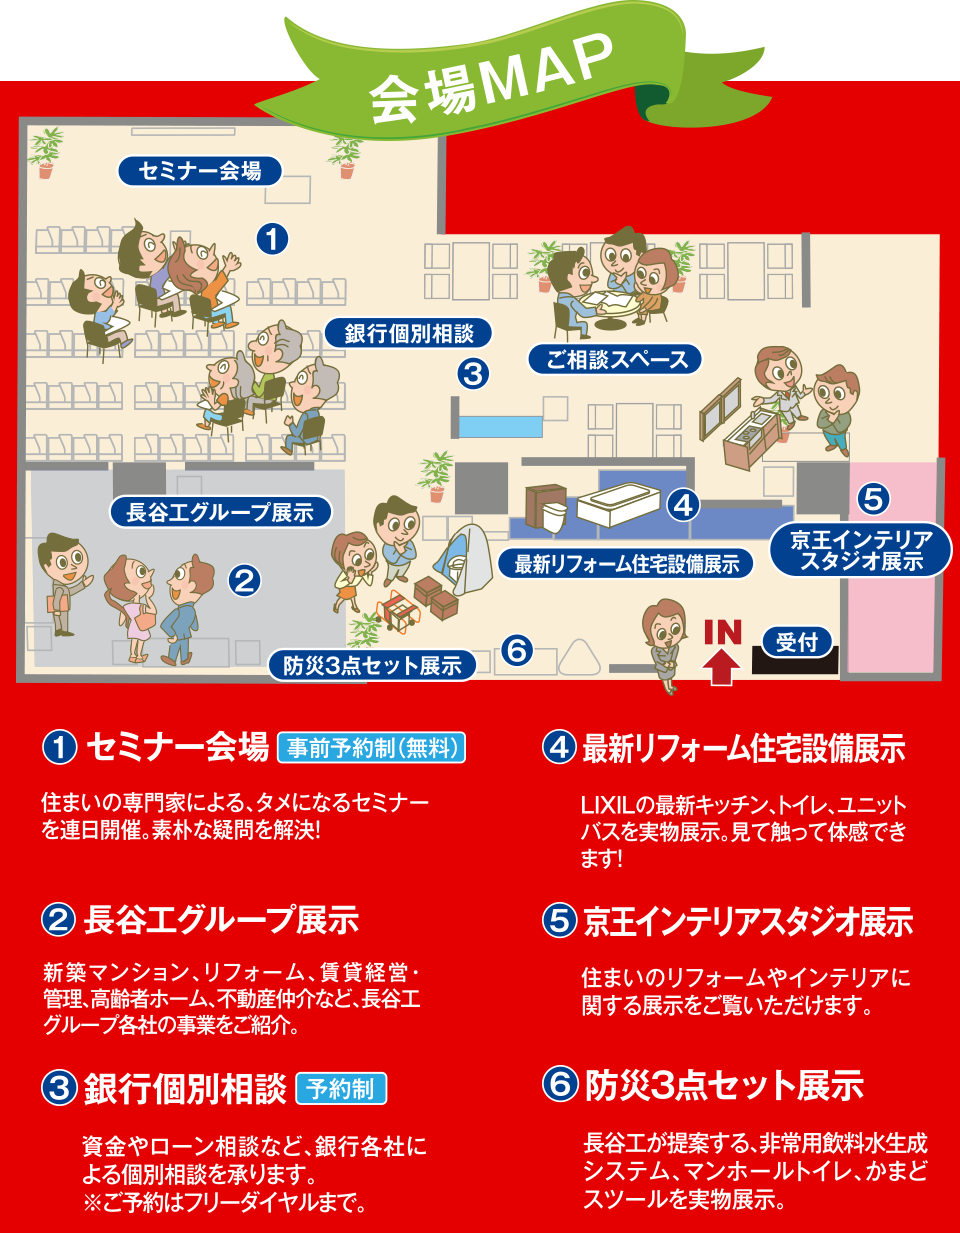 会場MAP
セミナー会場
1
銀行個別相談
3
ご相談スペース
長谷工グループ展示
2
4
最新リフォーム住宅設備展示
5
京王インテリア
スタジオ展示
防災3点セット展示
6
IN
受付
1 セミナー会場 事前予約制(無料)
住まいの専門家による、タメになるセミナー
を連日開催。素朴な疑問を解決!
2 長谷工グループ展示
新築マンション、リフォーム、賃貸経営・
管理、高齢者ホーム、不動産仲介など、長谷工
グループ各社の事業をご紹介。
3 銀行個別相談 予約制
資金やローン相談など、銀行各社に
よる個別相談を承ります。
※ご予約はフリーダイヤルまで。
4 最新リフォーム住宅設備展示
LIXILの最新キッチン、トイレ、ユニット
バスを実物展示。見て触って体感でき
ます!
5 京王インテリアスタジオ展示
住まいのリフォームやインテリアに
関する展示をご覧いただけます。
6 防災3点セット展示
長谷工が提案する、非常用飲料水生成
システム、マンホールトイレ、かまど
スツールを実物展示。